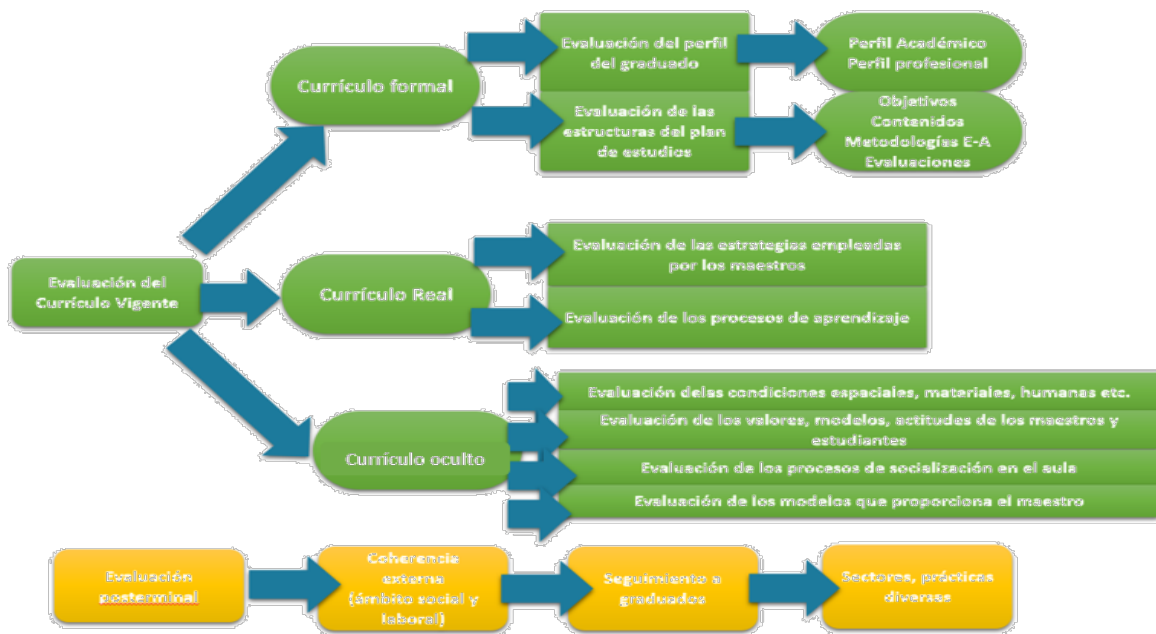 Evaluación del perfil
del graduado
Perfil Académico
Perfil profesional
Currículo formal
Evaluación de las
estructuras del plan
de estudios
Objetivos
Contenidos
Metodologías E-A
Evaluaciones
Evaluación del
Currículo Vigente
Currículo Real
Evaluación de las estrategias empleadas
por los maestros
Evaluación de los procesos de aprendizaje
Currículo oculto
Evaluación delas condiciones espaciales, materiales, humanas etc.
Evaluación de los valores, modelos, actitudes de los maestros y
estudiantes
Evaluación de los procesos de socialización en el aula
Evaluación de los modelos que proporciona el maestro
Evaluación
posterminal
Coherencia
externa
(ámbito social y
laboral)
Seguimiento a
graduados
Sectores, prácticas
diversas